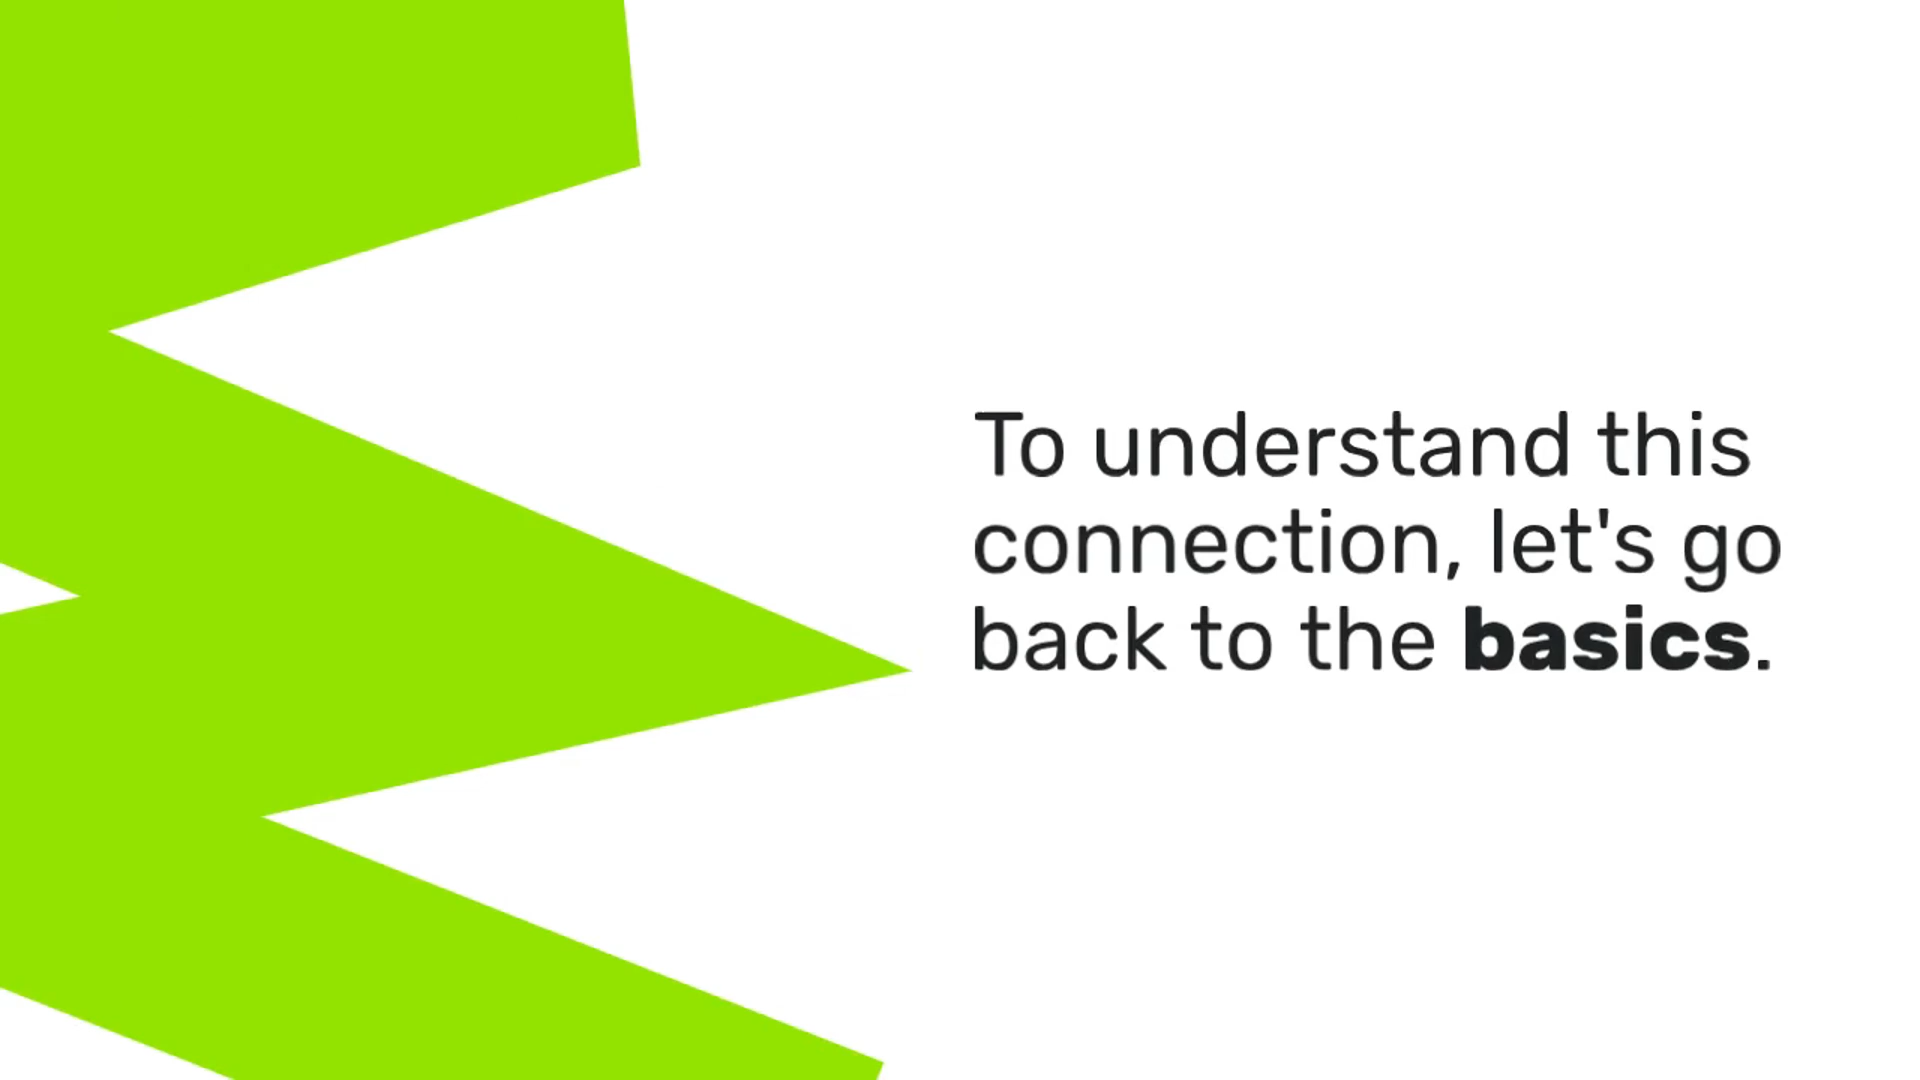 To understand this
connection, let's go
back to the basics.